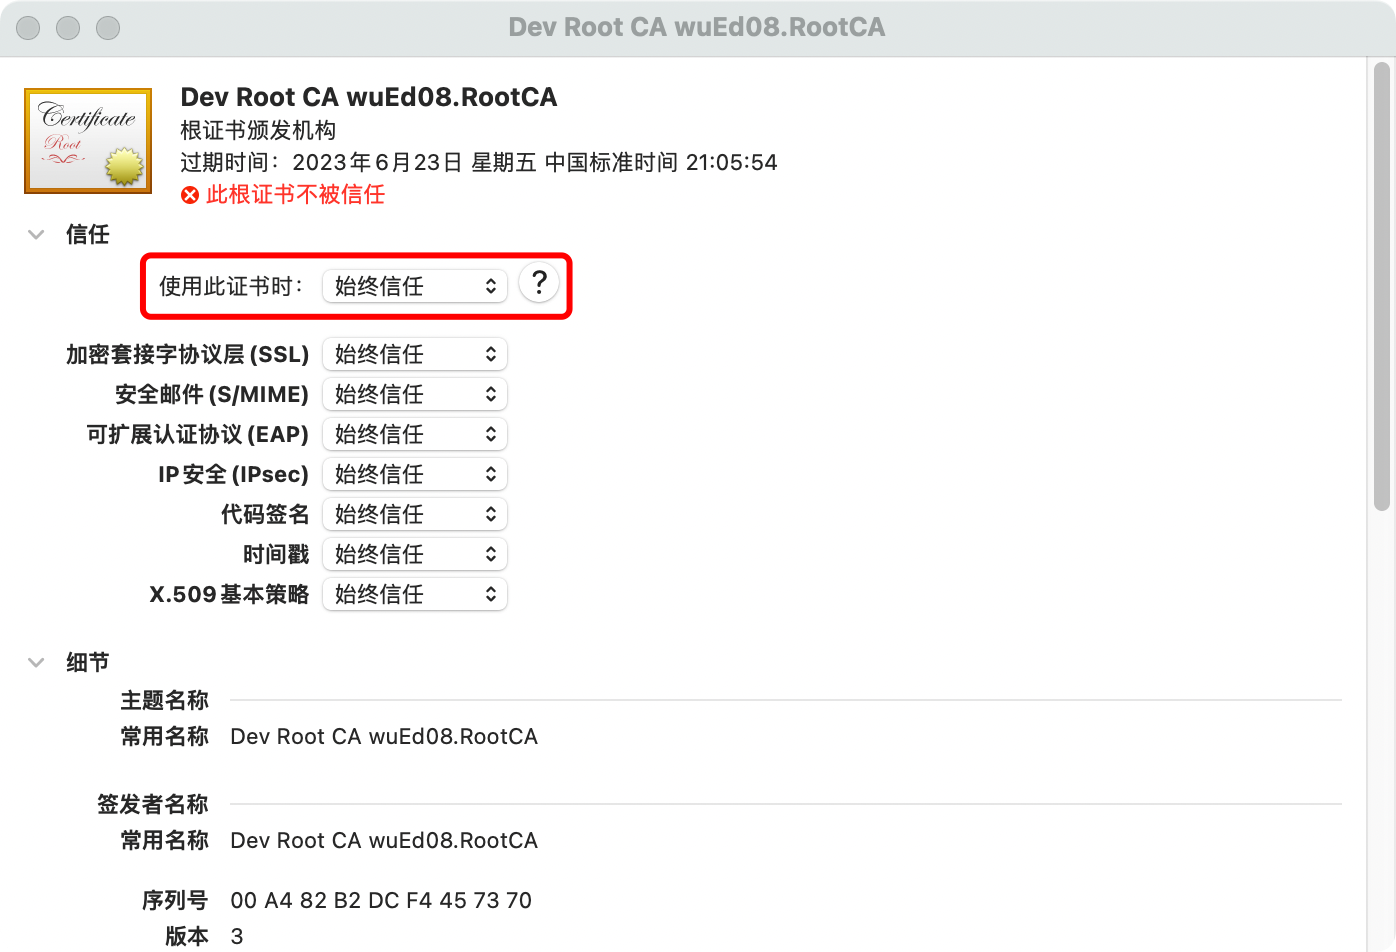 Dev Root CA wuEd08.RootCA
Certificate
Root
Dev Root CA wuEd08.RootCA
根证书颁发机构
过期时间：2023年6月23日 星期五 中国标准时间 21:05:54
此根证书不被信任
信任
使用此证书时： 始终信任 ?
加密套接字协议层 (SSL) 始终信任
安全邮件 (S/MIME) 始终信任
可扩展认证协议 (EAP) 始终信任
IP 安全 (IPsec) 始终信任
代码签名 始终信任
时间戳 始终信任
X.509 基本策略 始终信任
细节
主题名称
常用名称 Dev Root CA wuEd08.RootCA
签发者名称
常用名称 Dev Root CA wuEd08.RootCA
序列号 00 A4 82 B2 DC F4 45 73 70
版本 3